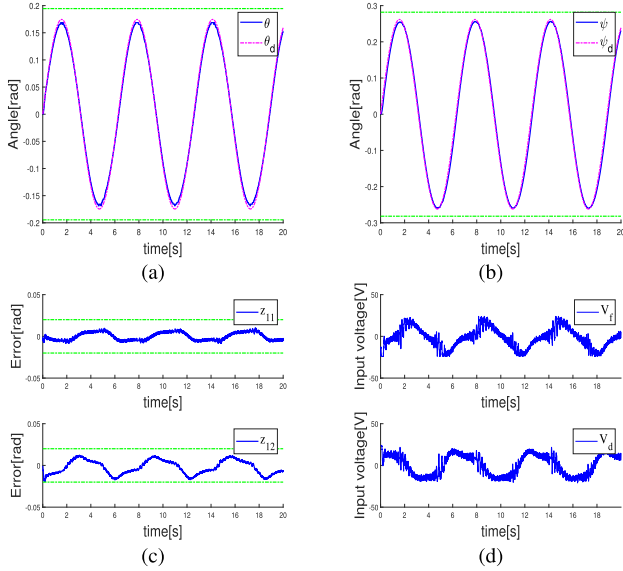 0.2
0.15
0.1
0.05
0
-0.05
-0.1
-0.15
-0.2
Angle[rad]
0 2 4 6 8 10 12 14 16 18 20
time[s]
θ
θ_d
(a)
0.3
0.2
0.1
0
-0.1
-0.2
-0.3
Angle[rad]
0 2 4 6 8 10 12 14 16 18 20
time[s]
ψ
ψ_d
(b)
0.05
0
-0.05
Error[rad]
0 2 4 6 8 10 12 14 16 18 20
time[s]
z_11
0.05
0
-0.05
Error[rad]
0 2 4 6 8 10 12 14 16 18 20
time[s]
z_12
(c)
50
0
-50
Input voltage[V]
0 2 4 6 8 10 12 14 16 18
time[s]
V_f
50
0
-50
Input voltage[V]
0 2 4 6 8 10 12 14 16 18
time[s]
V_d
(d)